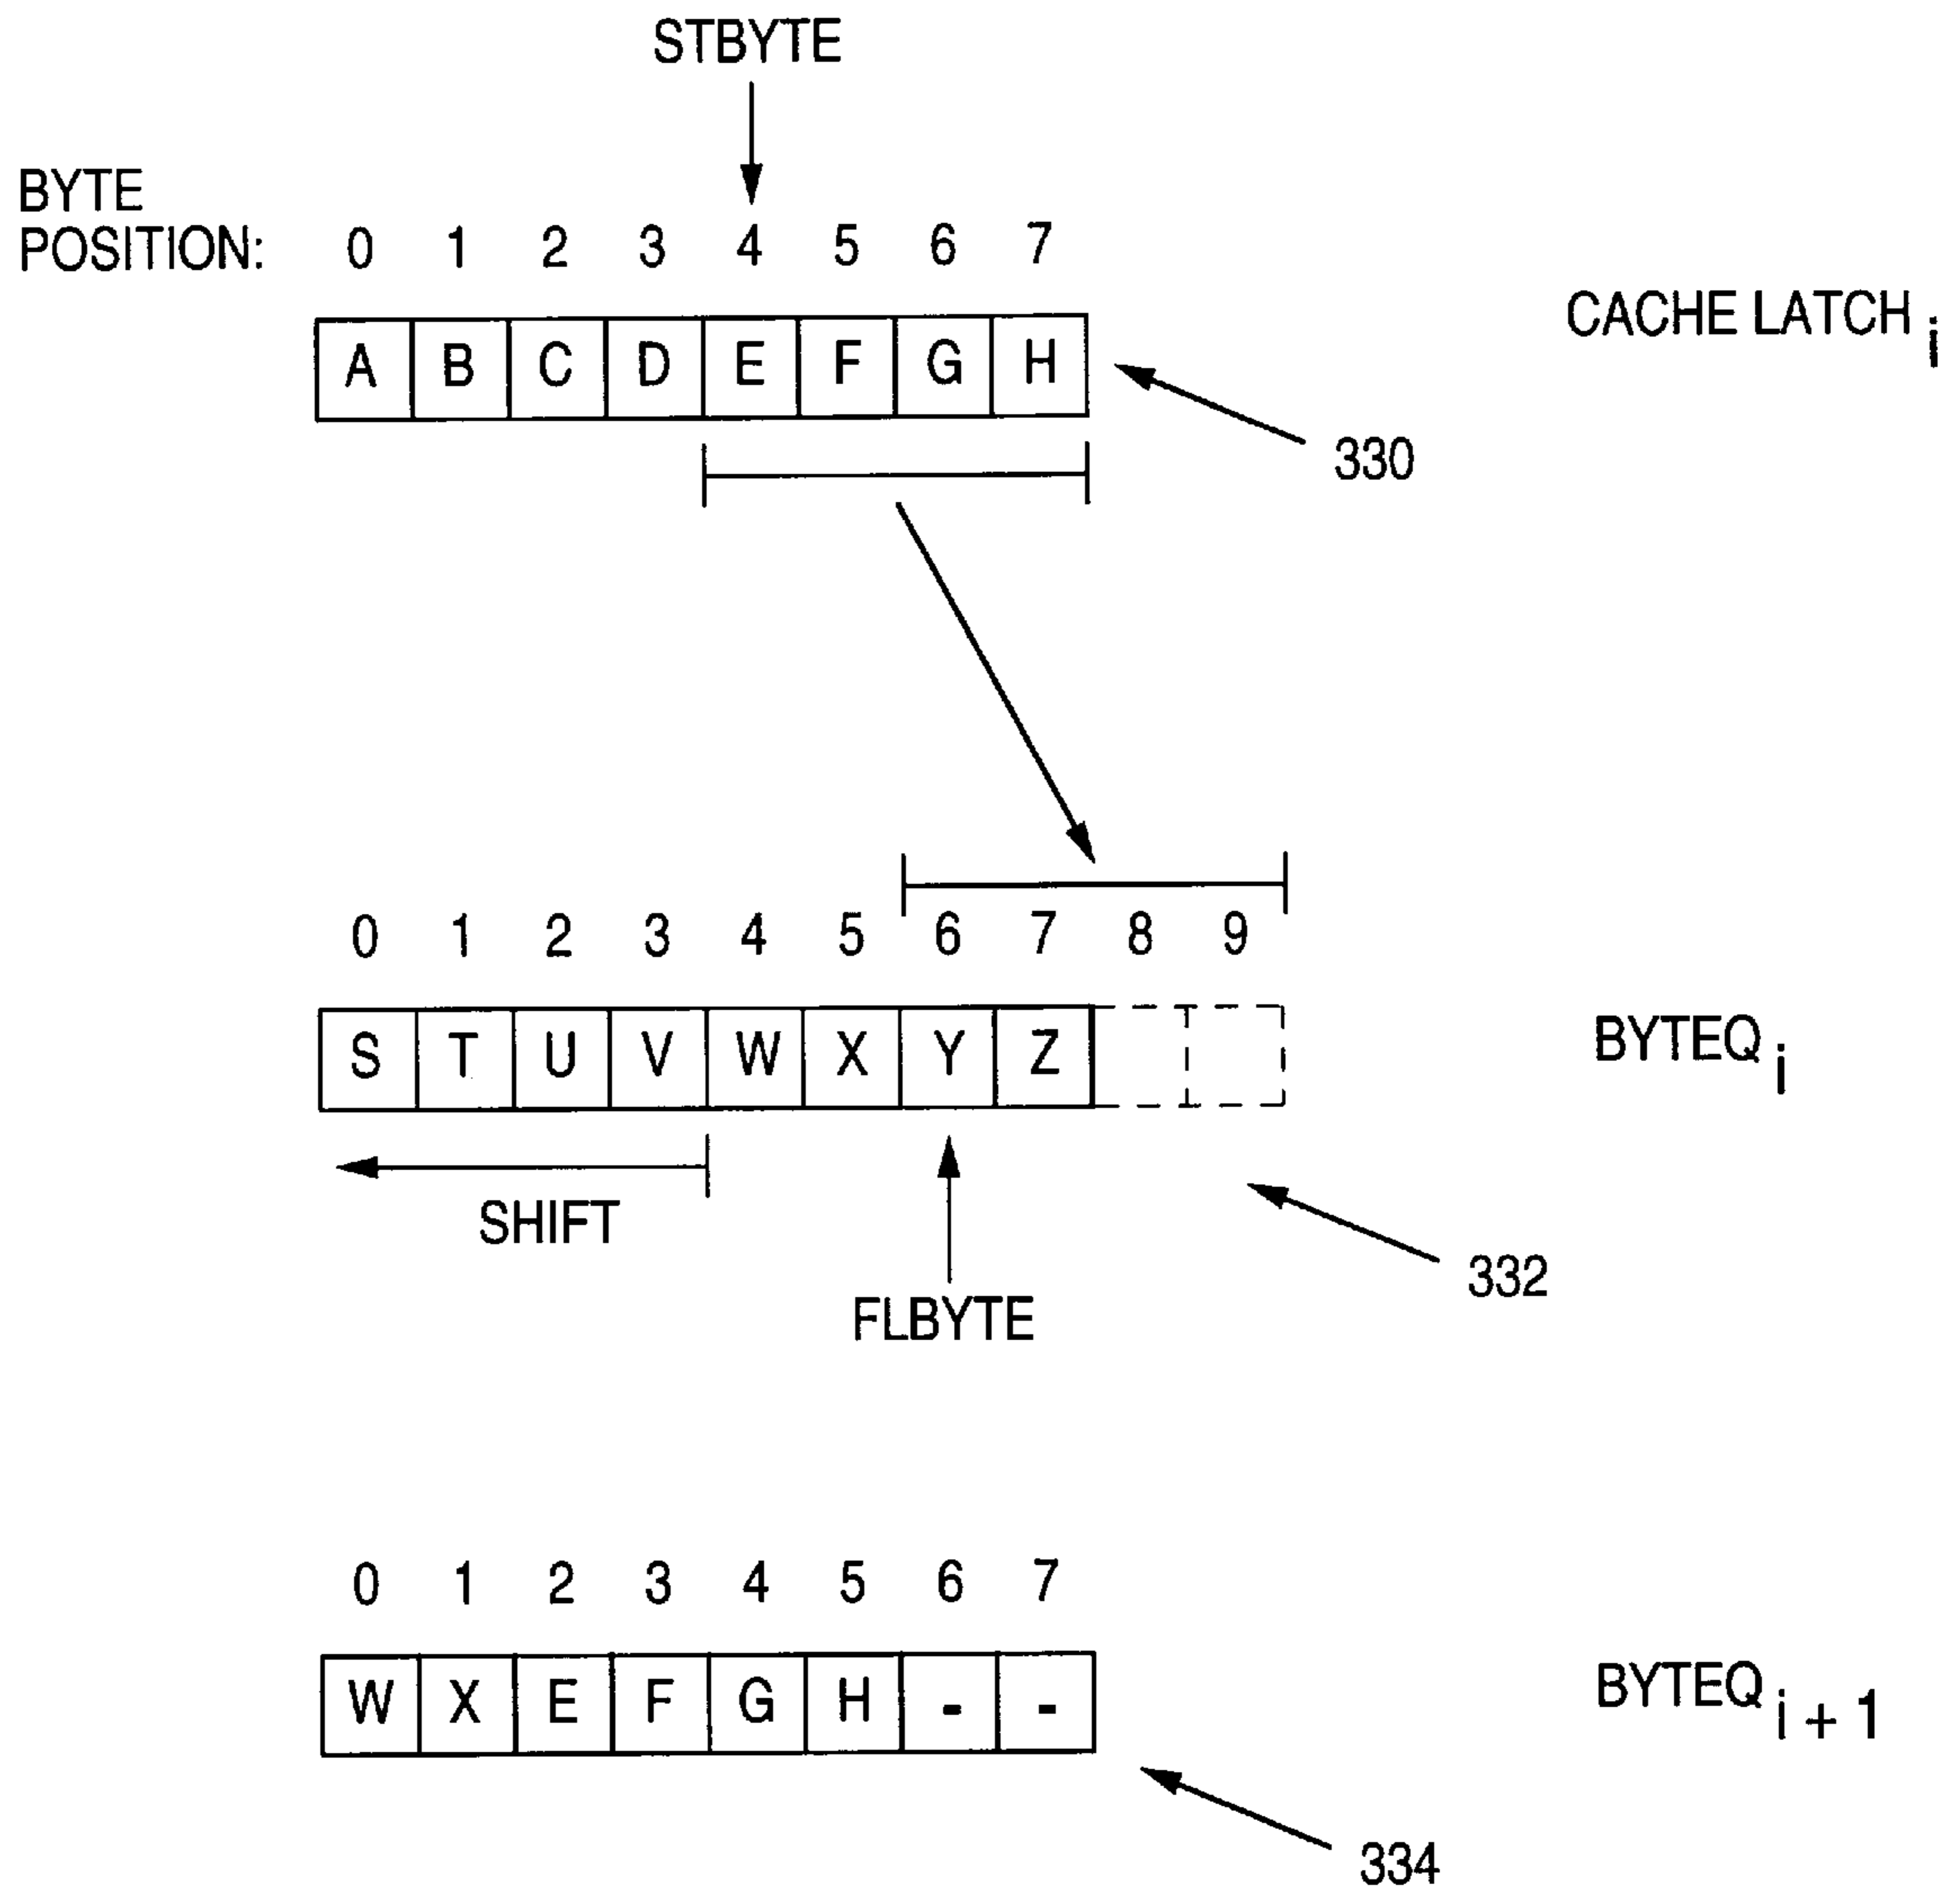 STBYTE
BYTE
POSITION: 0 1 2 3 4 5 6 7
CACHE LATCH i
A B C D E F G H
330
0 1 2 3 4 5 6 7 8 9
S T U V W X Y Z
BYTEQ i
SHIFT
332
FLBYTE
0 1 2 3 4 5 6 7
W X E F G H - -
BYTEQ i + 1
334